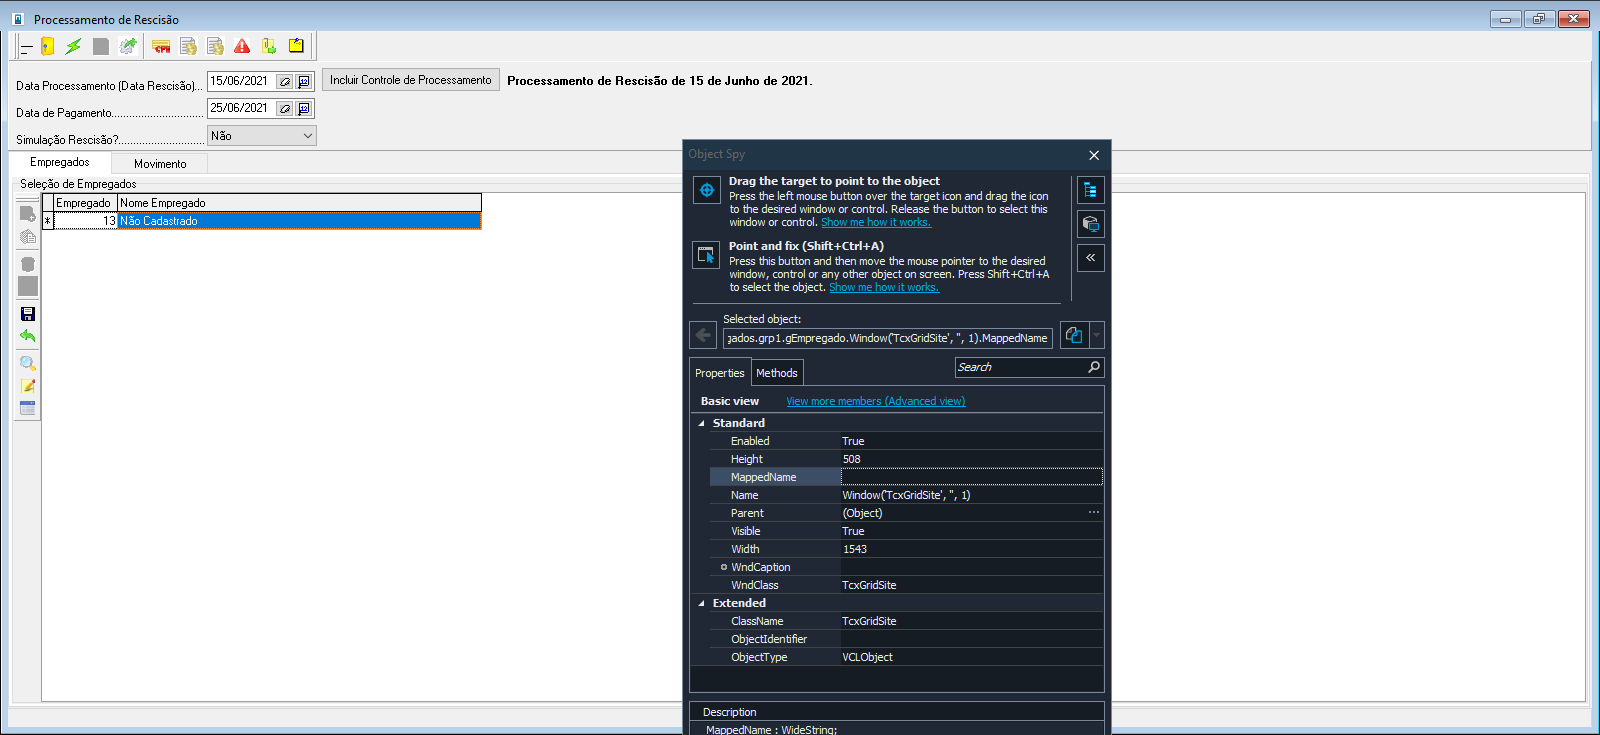 Processamento de Rescisão
CPR
Data Processamento (Data Rescisão)...
15/06/2021
Incluir Controle de Processamento
Processamento de Rescisão de 15 de Junho de 2021.
Data de Pagamento..............................
25/06/2021
Simulação Rescisão?............................
Não
Empregados
Movimento
Seleção de Empregados
Empregado
Nome Empregado
*
13
Não Cadastrado
Object Spy
Drag the target to point to the object
Press the left mouse button over the target icon and drag the icon
to the desired window or control. Release the button to select this
window or control. Show me how it works.
Point and fix (Shift+Ctrl+A)
Press this button and then move the mouse pointer to the desired
window, control or any other object on screen. Press Shift+Ctrl+A
to select the object. Show me how it works.
Selected object:
gados.grp1.gEmpregado.Window('TcxGridSite', '', 1).MappedName
Properties
Methods
Search
Basic view
View more members (Advanced view)
Standard
Enabled
True
Height
508
MappedName
Name
Window('TcxGridSite', '', 1)
Parent
(Object)
...
Visible
True
Width
1543
WndCaption
WndClass
TcxGridSite
Extended
ClassName
TcxGridSite
ObjectIdentifier
ObjectType
VCLObject
Description
MappedName : WideString;